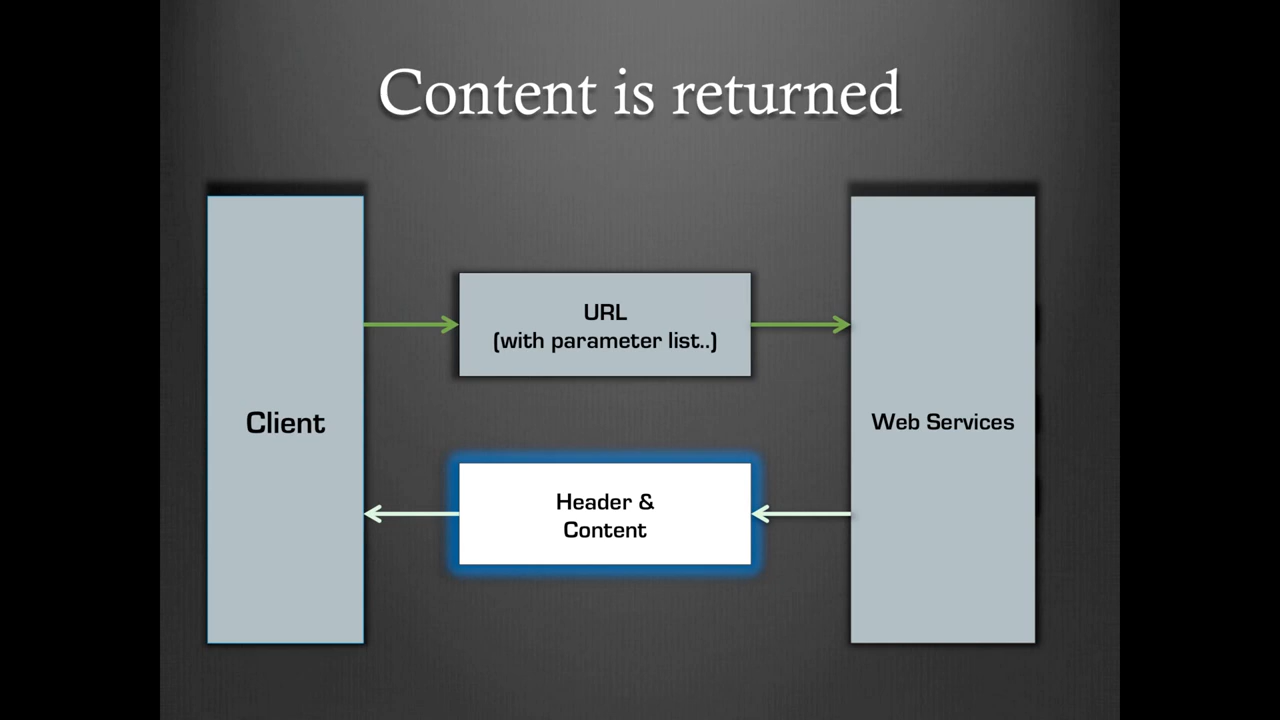 Content is returned
URL
(with parameter list..)
Client
Web Services
Header &
Content